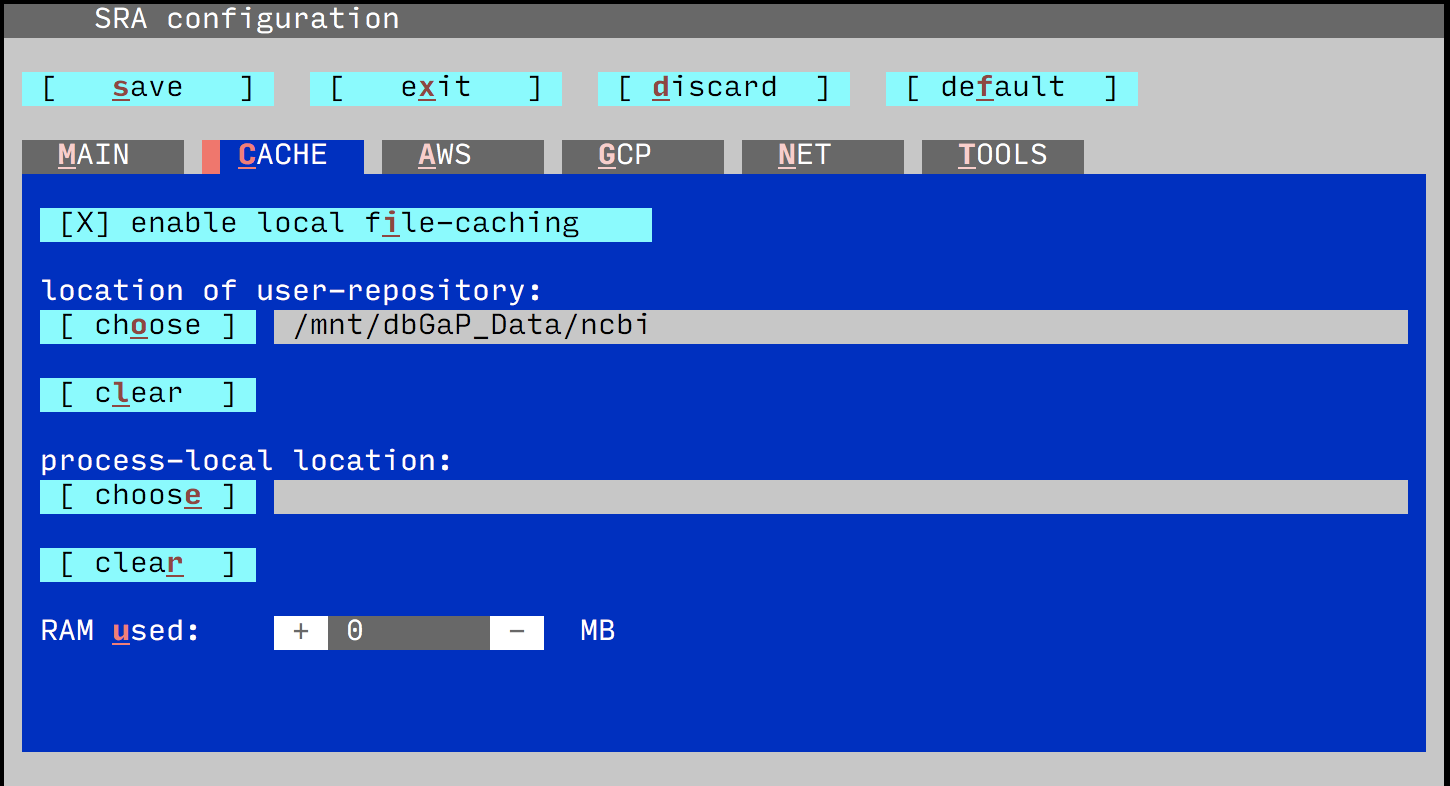 SRA configuration
[ save ] [ exit ] [ discard ] [ default ]
MAIN CACHE AWS GCP NET TOOLS
[X] enable local file-caching
location of user-repository:
[ choose ] /mnt/dbGaP_Data/ncbi
[ clear ]
process-local location:
[ choose ]
[ clear ]
RAM used: + 0 - MB